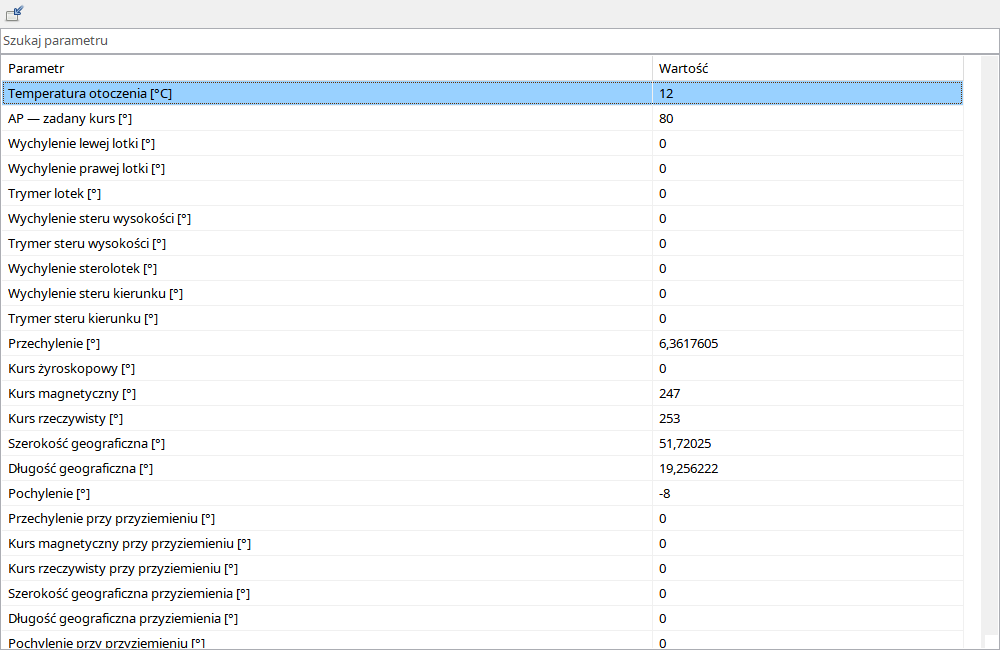 Szukaj parametru
Parametr Wartość
Temperatura otoczenia [°C] 12
AP — zadany kurs [°] 80
Wychylenie lewej lotki [°] 0
Wychylenie prawej lotki [°] 0
Trymer lotek [°] 0
Wychylenie steru wysokości [°] 0
Trymer steru wysokości [°] 0
Wychylenie sterolotek [°] 0
Wychylenie steru kierunku [°] 0
Trymer steru kierunku [°] 0
Przechylenie [°] 6,3617605
Kurs żyroskopowy [°] 0
Kurs magnetyczny [°] 247
Kurs rzeczywisty [°] 253
Szerokość geograficzna [°] 51,72025
Długość geograficzna [°] 19,256222
Pochylenie [°] -8
Przechylenie przy przyziemieniu [°] 0
Kurs magnetyczny przy przyziemieniu [°] 0
Kurs rzeczywisty przy przyziemieniu [°] 0
Szerokość geograficzna przyziemienia [°] 0
Długość geograficzna przyziemienia [°] 0
Pochylenie przy przyziemieniu [°] 0